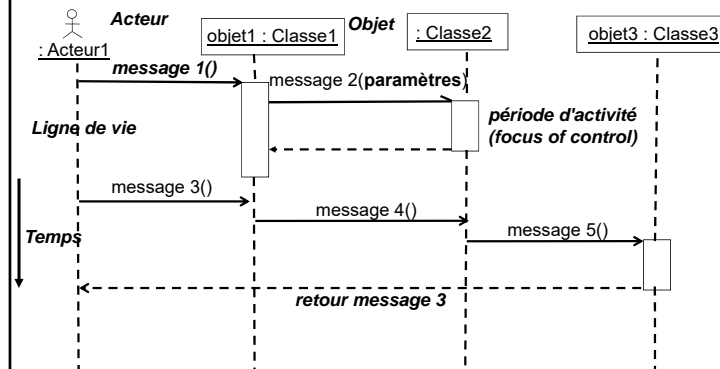 Acteur
Objet
: Acteur1
objet1 : Classe1
: Classe2
objet3 : Classe3
message 1()
message 2(paramètres)
Ligne de vie
période d'activité
(focus of control)
message 3()
message 4()
Temps
message 5()
retour message 3